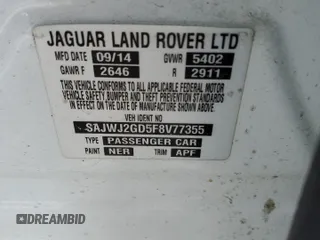 JAGUAR LAND ROVER LTD
MFD DATE 09/14 GVWR 5402
GAWR F 2646 R 2911
THIS VEHICLE CONFORMS TO ALL APPLICABLE FEDERAL MOTOR
VEHICLE SAFETY, BUMPER, AND THEFT PREVENTION STANDARDS
IN EFFECT ON THE DATE OF MANUFACTURE SHOWN ABOVE.
VEH IDENT NO
SAJWJ2GD5F8V77355
TYPE PASSENGER CAR
PAINT NER TRIM APF
DREAMBID